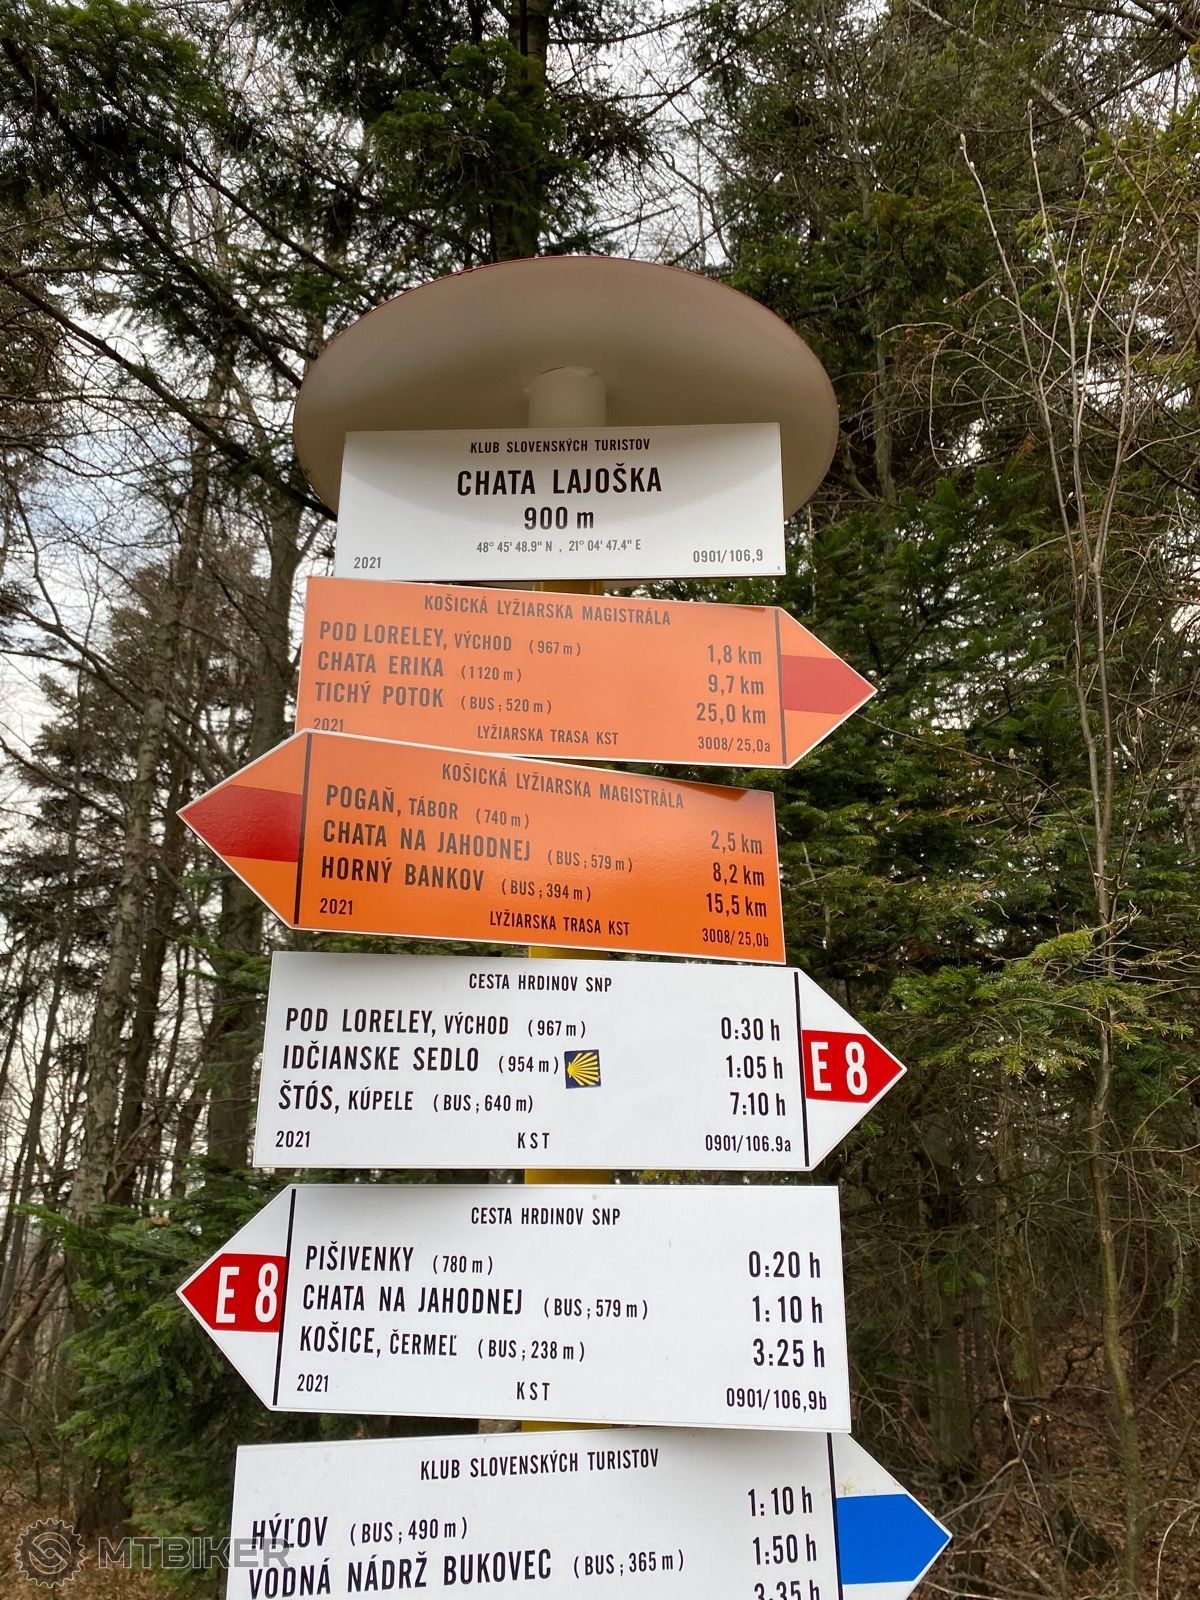 KLUB SLOVENSKÝCH TURISTOV
CHATA LAJOŠKA
900 m
48° 45' 48.9" N , 21° 04' 47.4" E
2021 0901/106,9
KOŠICKÁ LYŽIARSKA MAGISTRÁLA
POD LORELEY, VÝCHOD (967 m) 1,8 km
CHATA ERIKA (1120 m) 9,7 km
TICHÝ POTOK (BUS ; 520 m) 25,0 km
2021 LYŽIARSKA TRASA KST 3008/25,0a
KOŠICKÁ LYŽIARSKA MAGISTRÁLA
POGAŇ, TÁBOR (740 m) 2,5 km
CHATA NA JAHODNEJ (BUS ; 579 m) 8,2 km
HORNÝ BANKOV (BUS ; 394 m) 15,5 km
2021 LYŽIARSKA TRASA KST 3008/25,0b
CESTA HRDINOV SNP
POD LORELEY, VÝCHOD (967 m) 0:30 h
IDČIANSKE SEDLO (954 m) 1:05 h
E 8
ŠTÓS, KÚPELE (BUS ; 640 m) 7:10 h
2021 KST 0901/106.9a
CESTA HRDINOV SNP
PIŠIVENKY (780 m) 0:20 h
E 8
CHATA NA JAHODNEJ (BUS ; 579 m) 1:10 h
KOŠICE, ČERMEĽ (BUS ; 238 m) 3:25 h
2021 KST 0901/106,9b
KLUB SLOVENSKÝCH TURISTOV
HÝĽOV (BUS ; 490 m) 1:10 h
VODNÁ NÁDRŽ BUKOVEC (BUS ; 365 m) 1:50 h
3:35 h
MTBIKER